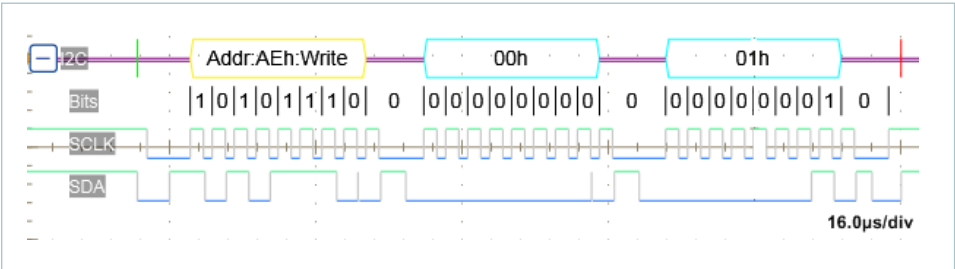 I2C Addr:AEh:Write 00h 01h
Bits 1 0 1 0 1 1 1 0 0 0 0 0 0 0 0 0 0 0 0 0 0 0 0 0 0 1 0
SCLK
SDA
16.0µs/div